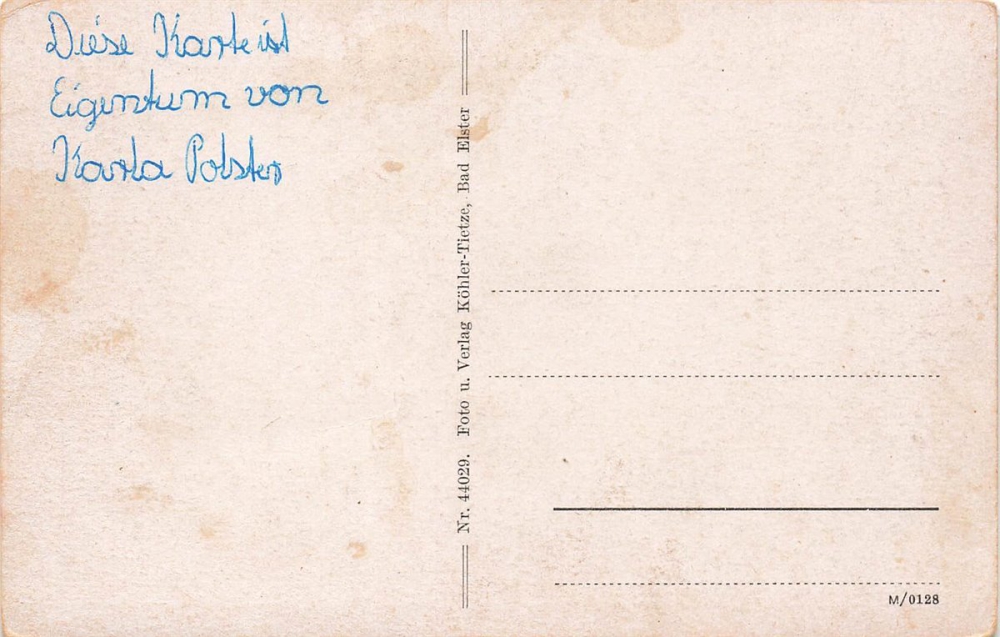 Diese Karte ist
Eigentum von
Karla Polster
Nr. 44029. Foto u. Verlag Köhler-Tietze, Bad Elster
M/0128